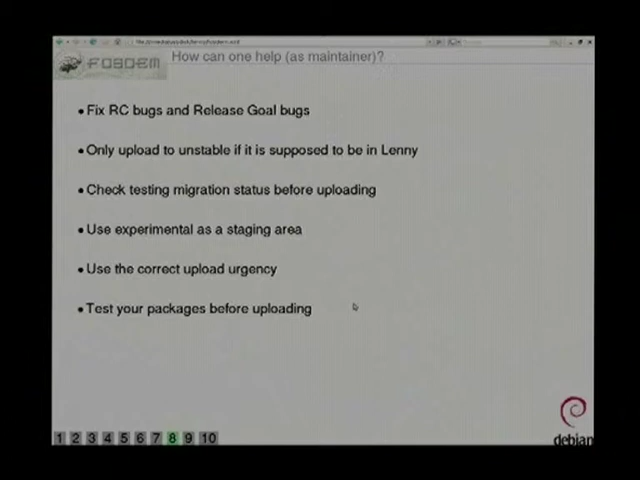 FOSDEM
How can one help (as maintainer)?
Fix RC bugs and Release Goal bugs
Only upload to unstable if it is supposed to be in Lenny
Check testing migration status before uploading
Use experimental as a staging area
Use the correct upload urgency
Test your packages before uploading
debian
1 2 3 4 5 6 7 8 9 10